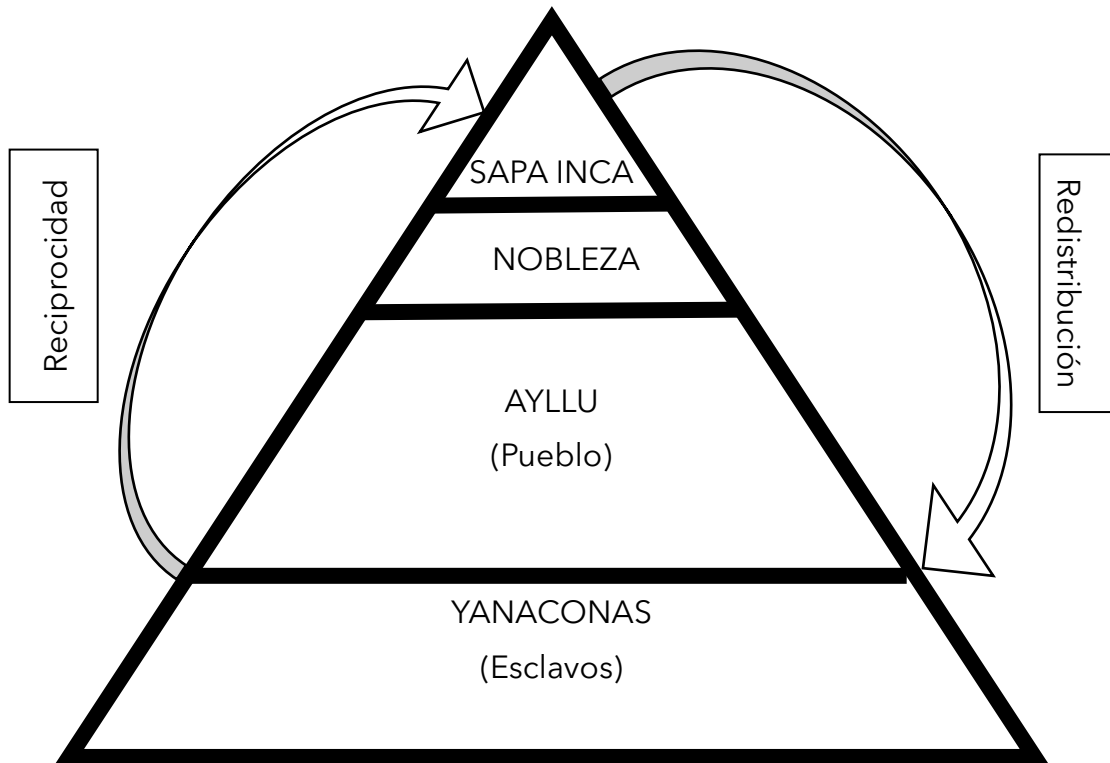 SAPA INCA
NOBLEZA
Reciprocidad
Redistribución
AYLLU
(Pueblo)
YANACONAS
(Esclavos)